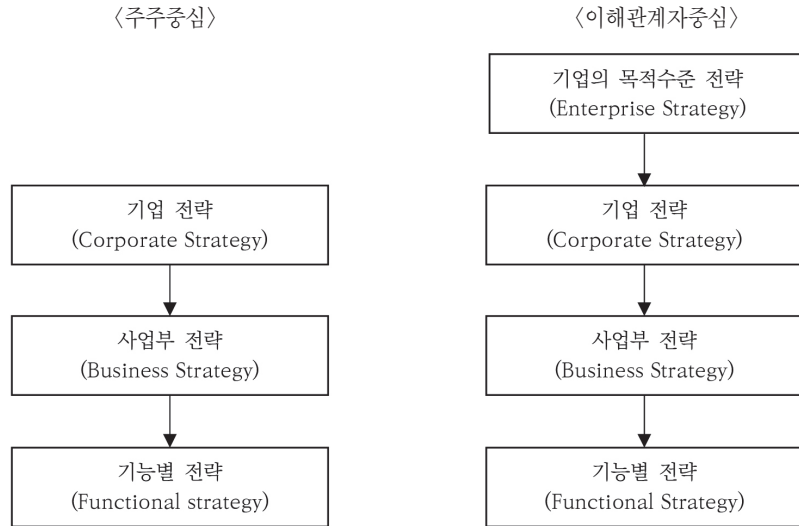 〈주주중심〉
〈이해관계자중심〉
기업의 목적수준 전략
(Enterprise Strategy)
기업 전략
(Corporate Strategy)
기업 전략
(Corporate Strategy)
사업부 전략
(Business Strategy)
사업부 전략
(Business Strategy)
기능별 전략
(Functional strategy)
기능별 전략
(Functional Strategy)